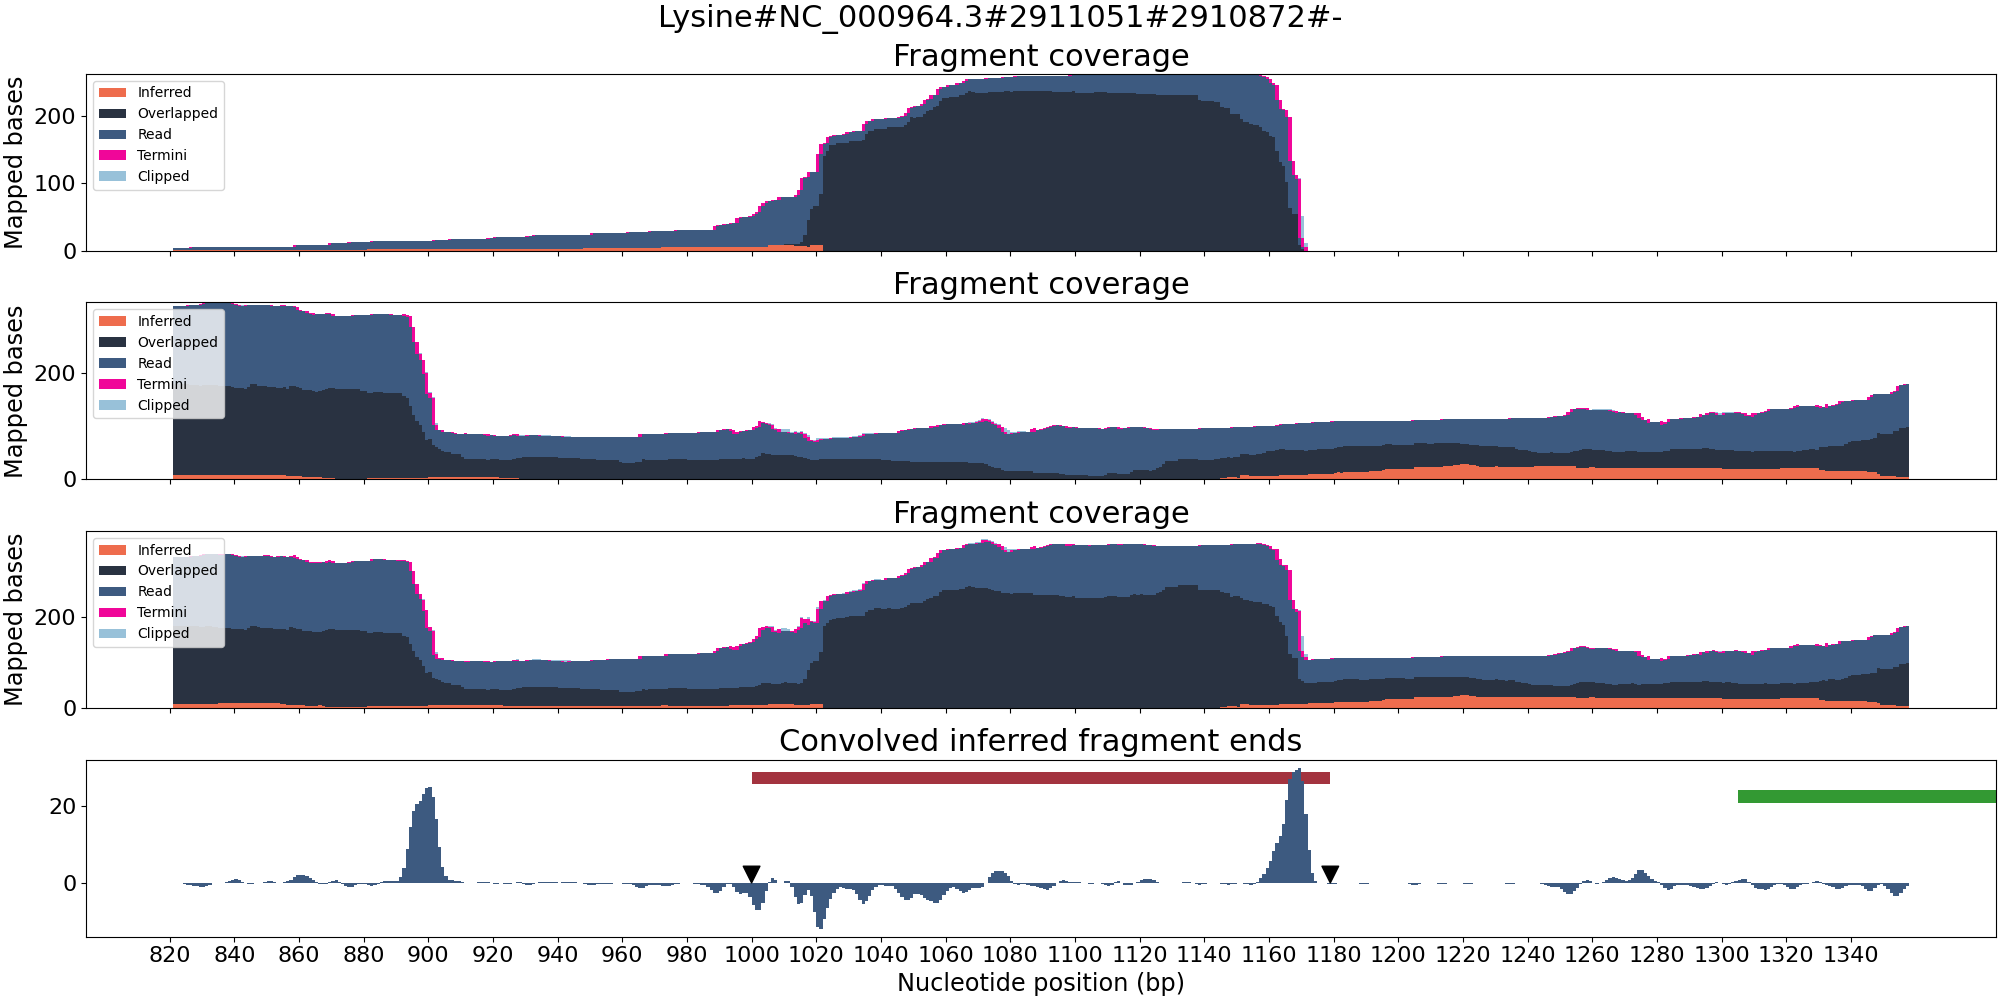 Lysine#NC_000964.3#2911051#2910872#-
Fragment coverage
Mapped bases
200
100
0
Inferred
Overlapped
Read
Termini
Clipped
Fragment coverage
Mapped bases
200
0
Inferred
Overlapped
Read
Termini
Clipped
Fragment coverage
Mapped bases
200
0
Inferred
Overlapped
Read
Termini
Clipped
Convolved inferred fragment ends
20
0
820 840 860 880 900 920 940 960 980 1000 1020 1040 1060 1080 1100 1120 1140 1160 1180 1200 1220 1240 1260 1280 1300 1320 1340
Nucleotide position (bp)